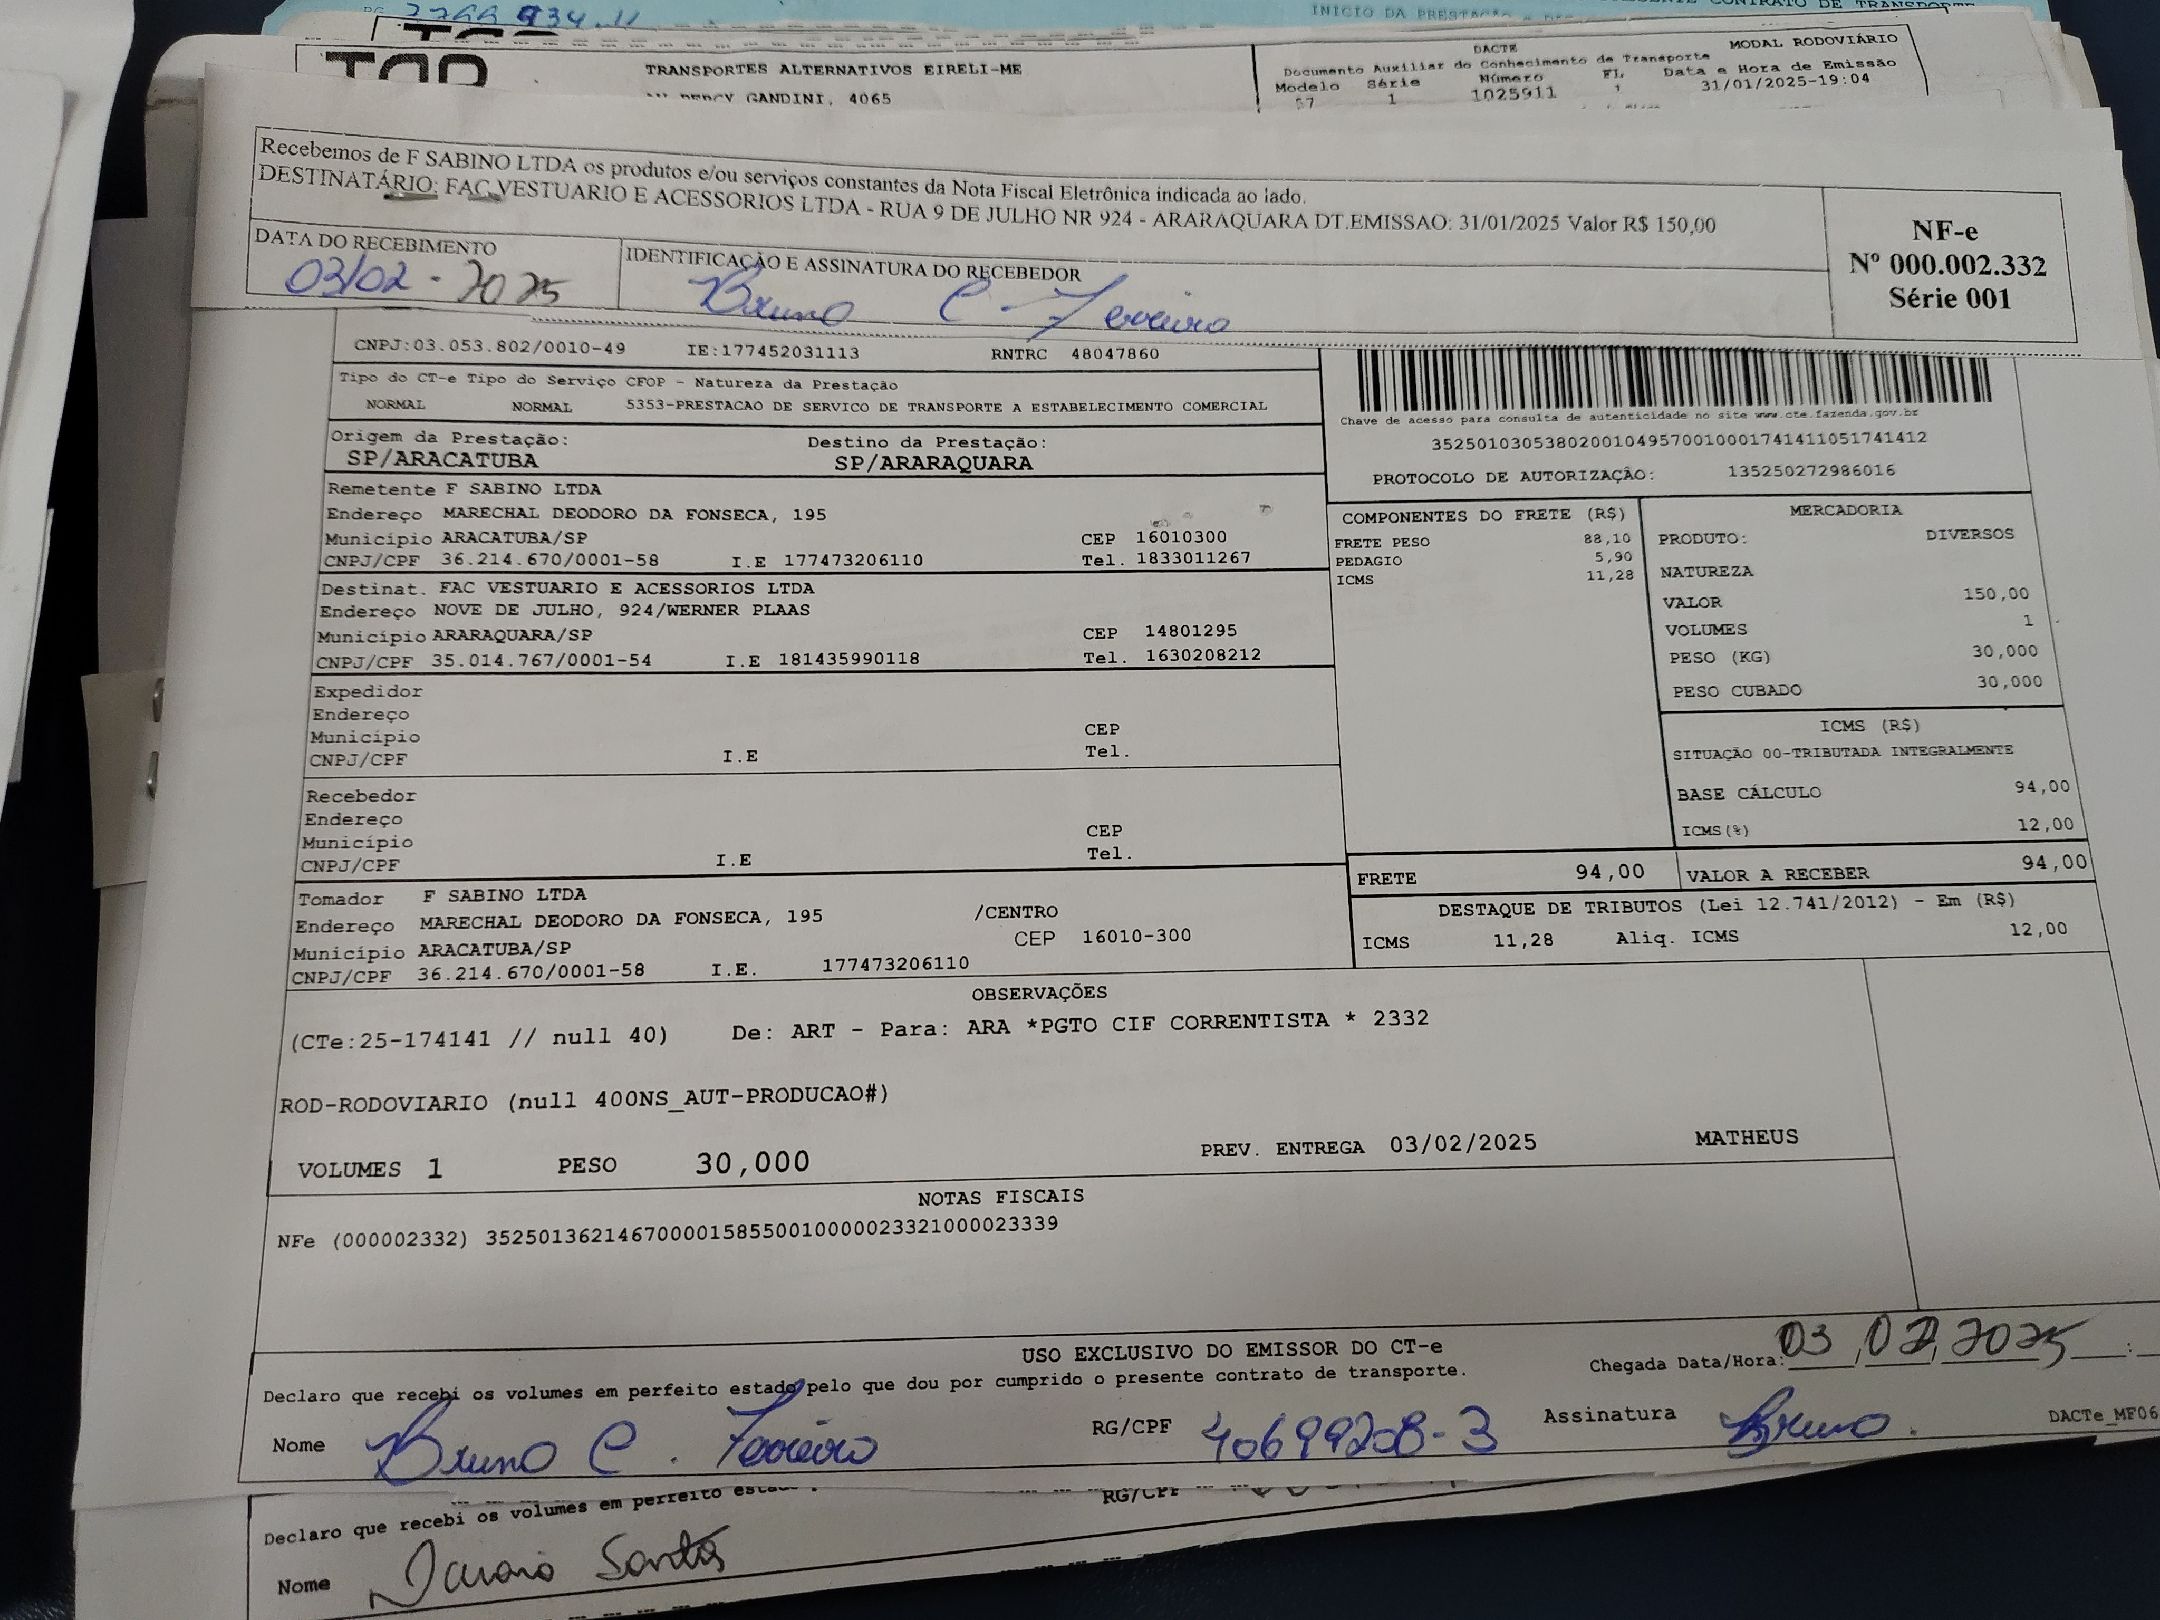 TRANSPORTES ALTERNATIVOS EIRELI-ME
GANDINI, 4065
DACTE MODAL RODOVIÁRIO
Documento Auxiliar do Conhecimento de Transporte
Modelo Série Número FL Data e Hora de Emissão
57 1 1025911 1 31/01/2025-19:04
Recebemos de F SABINO LTDA os produtos e/ou serviços constantes da Nota Fiscal Eletrônica indicada ao lado.
DESTINATÁRIO: FAC VESTUARIO E ACESSORIOS LTDA - RUA 9 DE JULHO NR 924 - ARARAQUARA DT.EMISSAO: 31/01/2025 Valor R$ 150,00
DATA DO RECEBIMENTO
03/02 - 2025
IDENTIFICAÇÃO E ASSINATURA DO RECEBEDOR
Bruno C. Ferreira
NF-e
Nº 000.002.332
Série 001
CNPJ:03.053.802/0010-49 IE:177452031113 RNTRC 48047860
Tipo do CT-e Tipo do Serviço CFOP - Natureza da Prestação
NORMAL NORMAL 5353-PRESTACAO DE SERVICO DE TRANSPORTE A ESTABELECIMENTO COMERCIAL
Chave de acesso para consulta de autenticidade no site www.cte.fazenda.gov.br
35250103053802001049570010001741411051741412
PROTOCOLO DE AUTORIZAÇÃO: 135250272986016
Origem da Prestação: Destino da Prestação:
SP/ARACATUBA SP/ARARAQUARA
Remetente F SABINO LTDA
Endereço MARECHAL DEODORO DA FONSECA, 195
Município ARACATUBA/SP CEP 16010300
CNPJ/CPF 36.214.670/0001-58 I.E 177473206110 Tel. 1833011267
Destinat. FAC VESTUARIO E ACESSORIOS LTDA
Endereço NOVE DE JULHO, 924/WERNER PLAAS
Município ARARAQUARA/SP CEP 14801295
CNPJ/CPF 35.014.767/0001-54 I.E 181435990118 Tel. 1630208212
Expedidor
Endereço
Município CEP
CNPJ/CPF I.E Tel.
Recebedor
Endereço
Município CEP
CNPJ/CPF I.E Tel.
Tomador F SABINO LTDA
Endereço MARECHAL DEODORO DA FONSECA, 195 /CENTRO
Município ARACATUBA/SP CEP 16010-300
CNPJ/CPF 36.214.670/0001-58 I.E. 177473206110
COMPONENTES DO FRETE (R$)
FRETE PESO 88,10
PEDAGIO 5,90
ICMS 11,28
MERCADORIA
PRODUTO: DIVERSOS
NATUREZA
VALOR 150,00
VOLUMES 1
PESO (KG) 30,000
PESO CUBADO 30,000
ICMS (R$)
SITUAÇÃO 00-TRIBUTADA INTEGRALMENTE
BASE CÁLCULO 94,00
ICMS(%) 12,00
FRETE 94,00 VALOR A RECEBER 94,00
DESTAQUE DE TRIBUTOS (Lei 12.741/2012) - Em (R$)
ICMS 11,28 Aliq. ICMS 12,00
OBSERVAÇÕES
(CTe:25-174141 // null 40) De: ART - Para: ARA *PGTO CIF CORRENTISTA * 2332
ROD-RODOVIARIO (null 400NS_AUT-PRODUCAO#)
VOLUMES 1 PESO 30,000 PREV. ENTREGA 03/02/2025 MATHEUS
NOTAS FISCAIS
NFe (000002332) 35250136214670000158550010000023321000023339
USO EXCLUSIVO DO EMISSOR DO CT-e
Declaro que recebi os volumes em perfeito estado pelo que dou por cumprido o presente contrato de transporte.
Chegada Data/Hora: 03,02,2025 :
Nome Bruno C. Ferreira RG/CPF 40699208-3 Assinatura Bruno.
DACTe_MF06
Declaro que recebi os volumes em perfeito RG/CPF
Nome